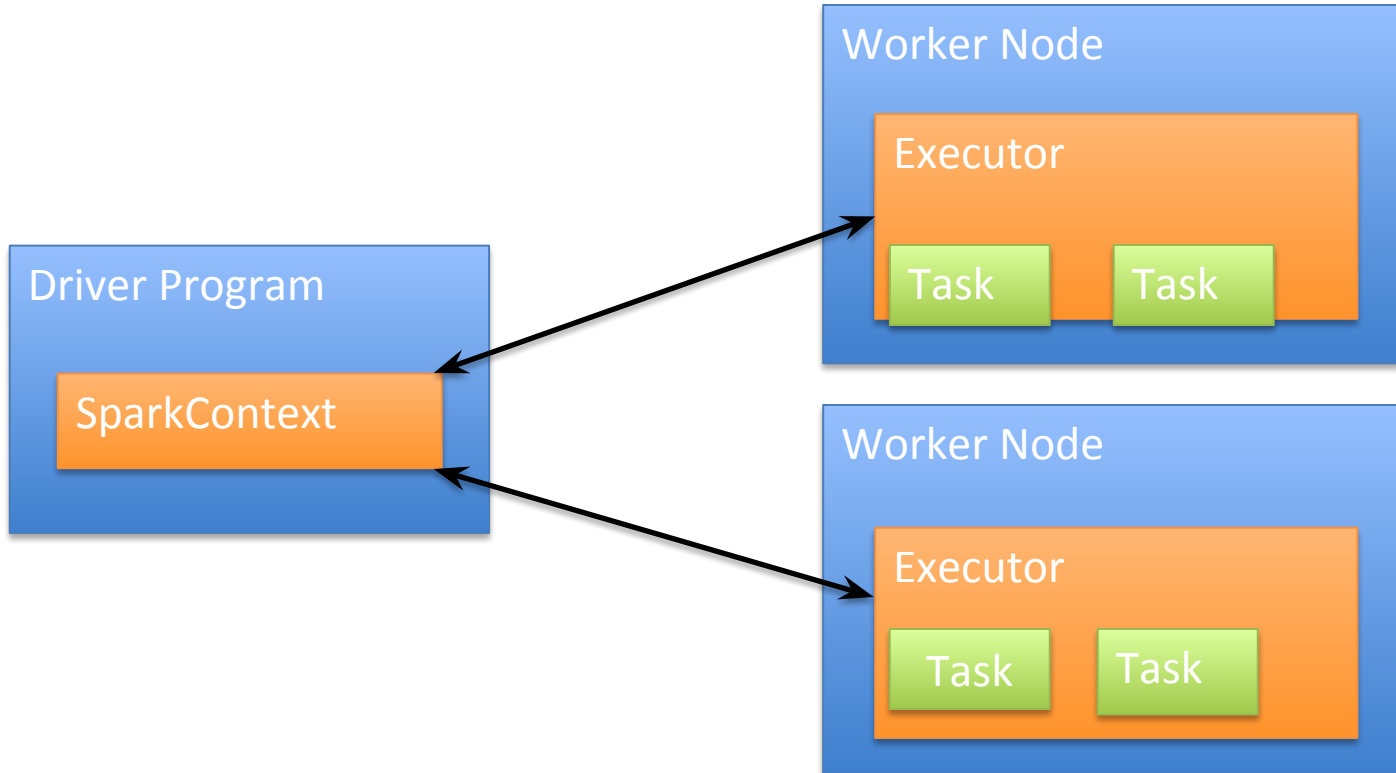 Driver Program
SparkContext
Worker Node
Executor
Task
Task
Worker Node
Executor
Task
Task